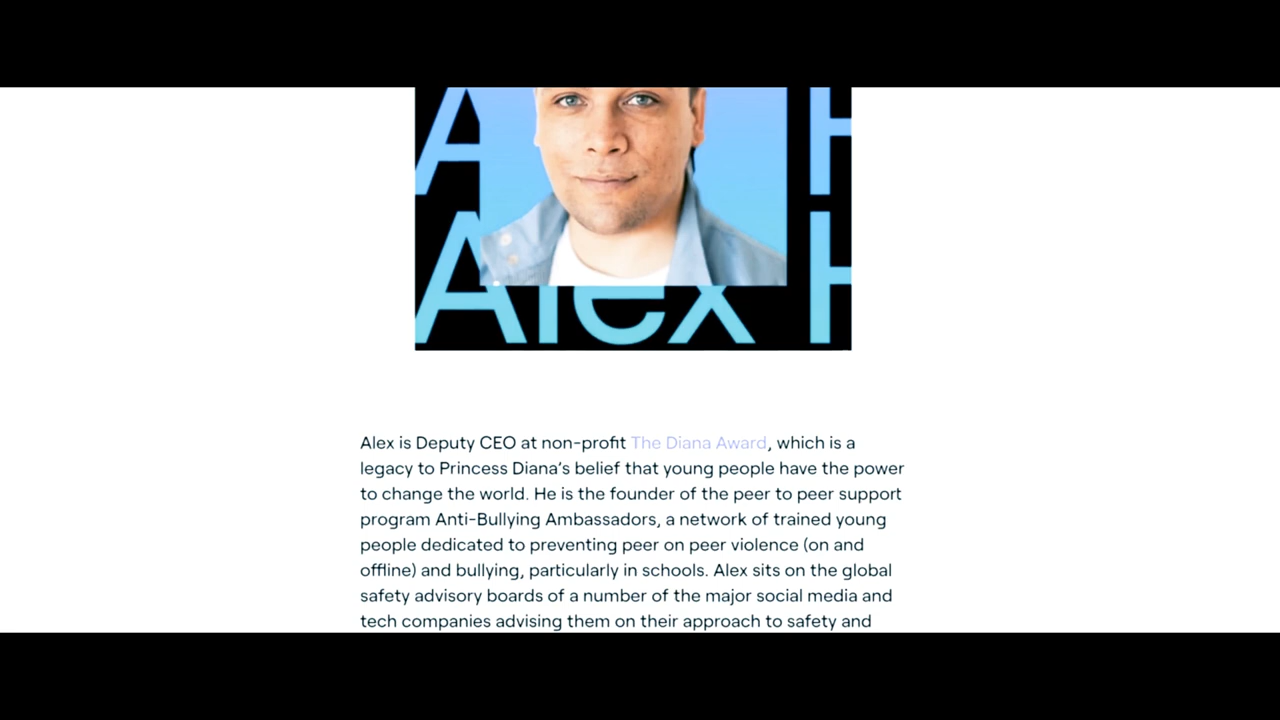 A H
Alex H
Alex is Deputy CEO at non-profit The Diana Award, which is a
legacy to Princess Diana's belief that young people have the power
to change the world. He is the founder of the peer to peer support
program Anti-Bullying Ambassadors, a network of trained young
people dedicated to preventing peer on peer violence (on and
offline) and bullying, particularly in schools. Alex sits on the global
safety advisory boards of a number of the major social media and
tech companies advising them on their approach to safety and